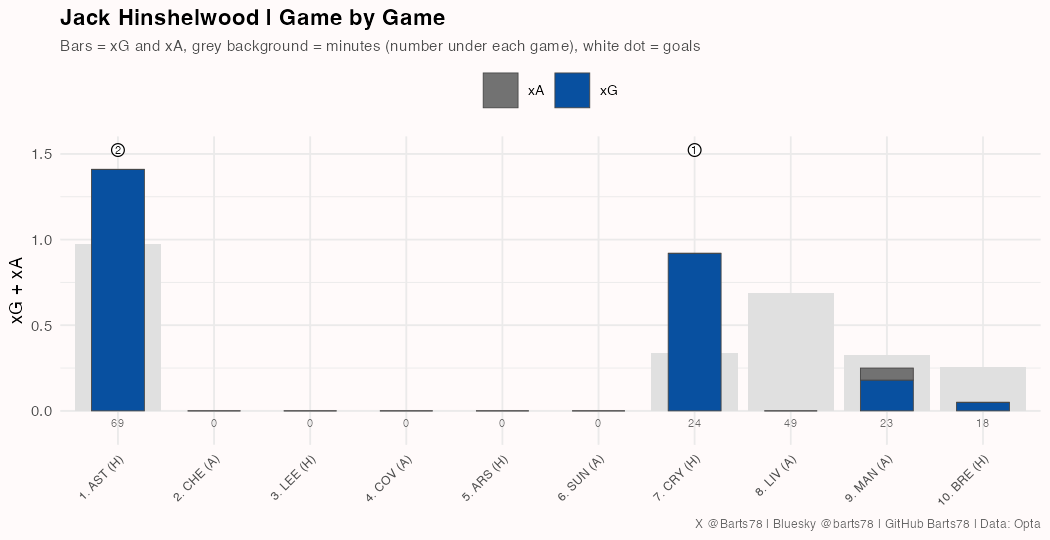 Jack Hinshelwood | Game by Game
Bars = xG and xA, grey background = minutes (number under each game), white dot = goals
xA xG
xG + xA
1.5
1.0
0.5
0.0
2 1
69 0 0 0 0 0 24 49 23 18
1. AST (H)
2. CHE (A)
3. LEE (H)
4. COV (A)
5. ARS (H)
6. SUN (A)
7. CRY (H)
8. LIV (A)
9. MAN (A)
10. BRE (H)
X @Barts78 | Bluesky @barts78 | GitHub Barts78 | Data: Opta